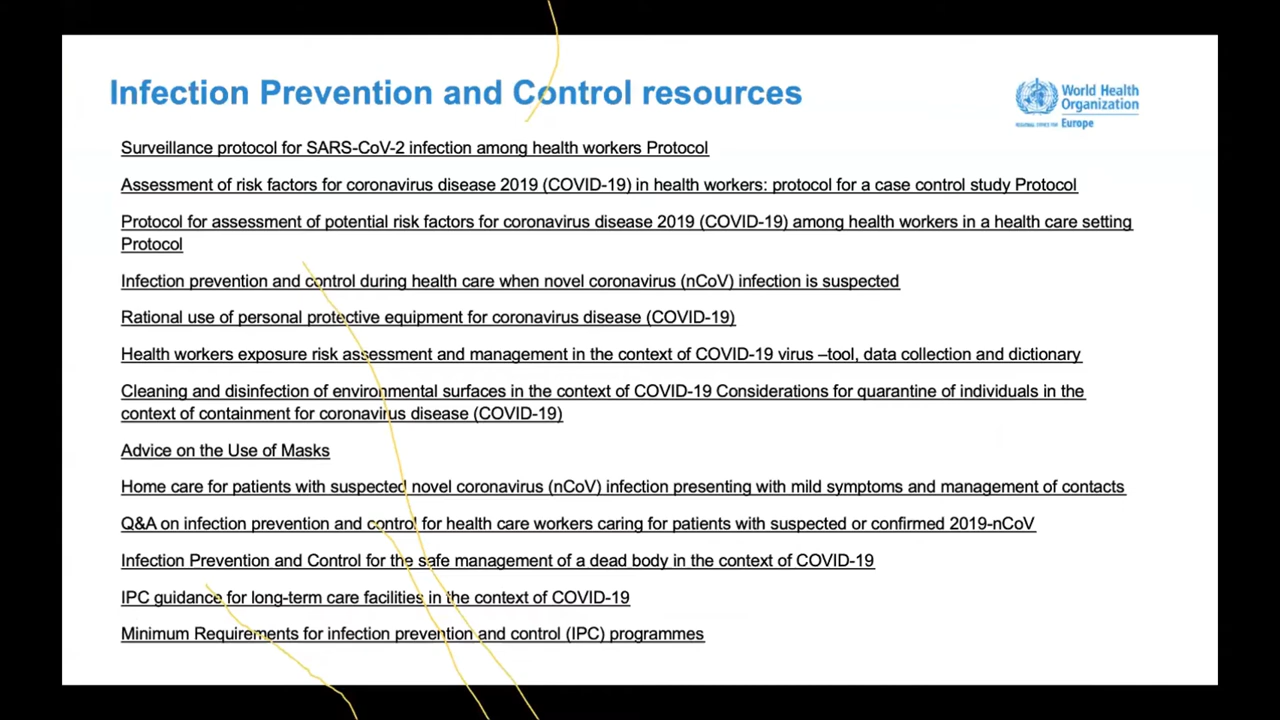 Infection Prevention and Control resources
World Health
Organization
REGIONAL OFFICE FOR Europe
Surveillance protocol for SARS-CoV-2 infection among health workers Protocol
Assessment of risk factors for coronavirus disease 2019 (COVID-19) in health workers: protocol for a case control study Protocol
Protocol for assessment of potential risk factors for coronavirus disease 2019 (COVID-19) among health workers in a health care setting
Protocol
Infection prevention and control during health care when novel coronavirus (nCoV) infection is suspected
Rational use of personal protective equipment for coronavirus disease (COVID-19)
Health workers exposure risk assessment and management in the context of COVID-19 virus –tool, data collection and dictionary
Cleaning and disinfection of environmental surfaces in the context of COVID-19 Considerations for quarantine of individuals in the
context of containment for coronavirus disease (COVID-19)
Advice on the Use of Masks
Home care for patients with suspected novel coronavirus (nCoV) infection presenting with mild symptoms and management of contacts
Q&A on infection prevention and control for health care workers caring for patients with suspected or confirmed 2019-nCoV
Infection Prevention and Control for the safe management of a dead body in the context of COVID-19
IPC guidance for long-term care facilities in the context of COVID-19
Minimum Requirements for infection prevention and control (IPC) programmes